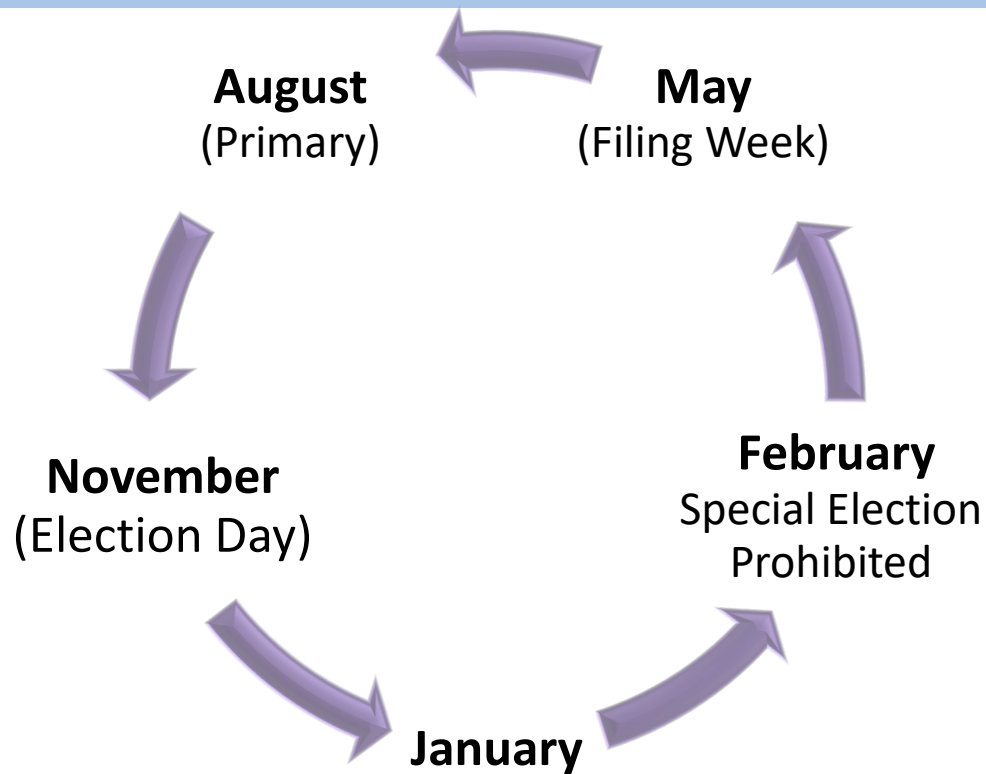 August
(Primary)
May
(Filing Week)
November
(Election Day)
February
Special Election
Prohibited
January